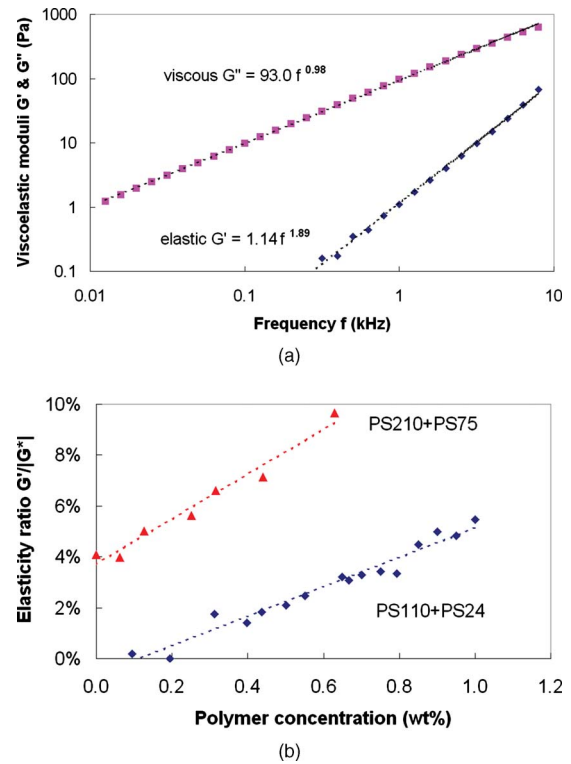 Viscoelastic moduli G' & G" (Pa)
1000
100
10
1
0.1
viscous G" = 93.0 f 0.98
elastic G' = 1.14 f 1.89
0.01
0.1
1
10
Frequency f (kHz)
(a)
Elasticity ratio G'/|G*|
10%
8%
6%
4%
2%
0%
PS210+PS75
PS110+PS24
0.0
0.2
0.4
0.6
0.8
1.0
1.2
Polymer concentration (wt%)
(b)